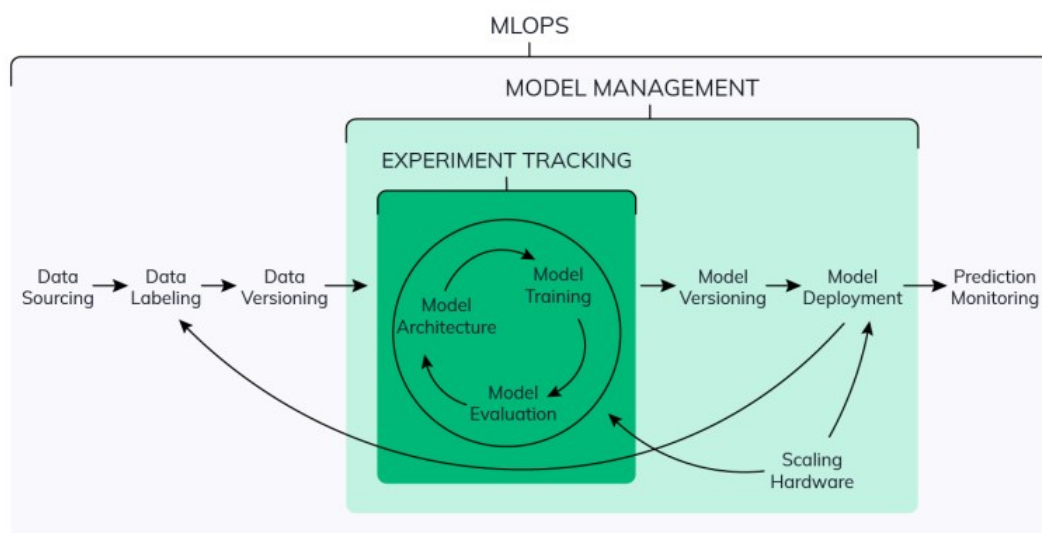 MLOPS
MODEL MANAGEMENT
EXPERIMENT TRACKING
Data
Sourcing
Data
Labeling
Data
Versioning
Model
Architecture
Model
Training
Model
Evaluation
Model
Versioning
Model
Deployment
Prediction
Monitoring
Scaling
Hardware